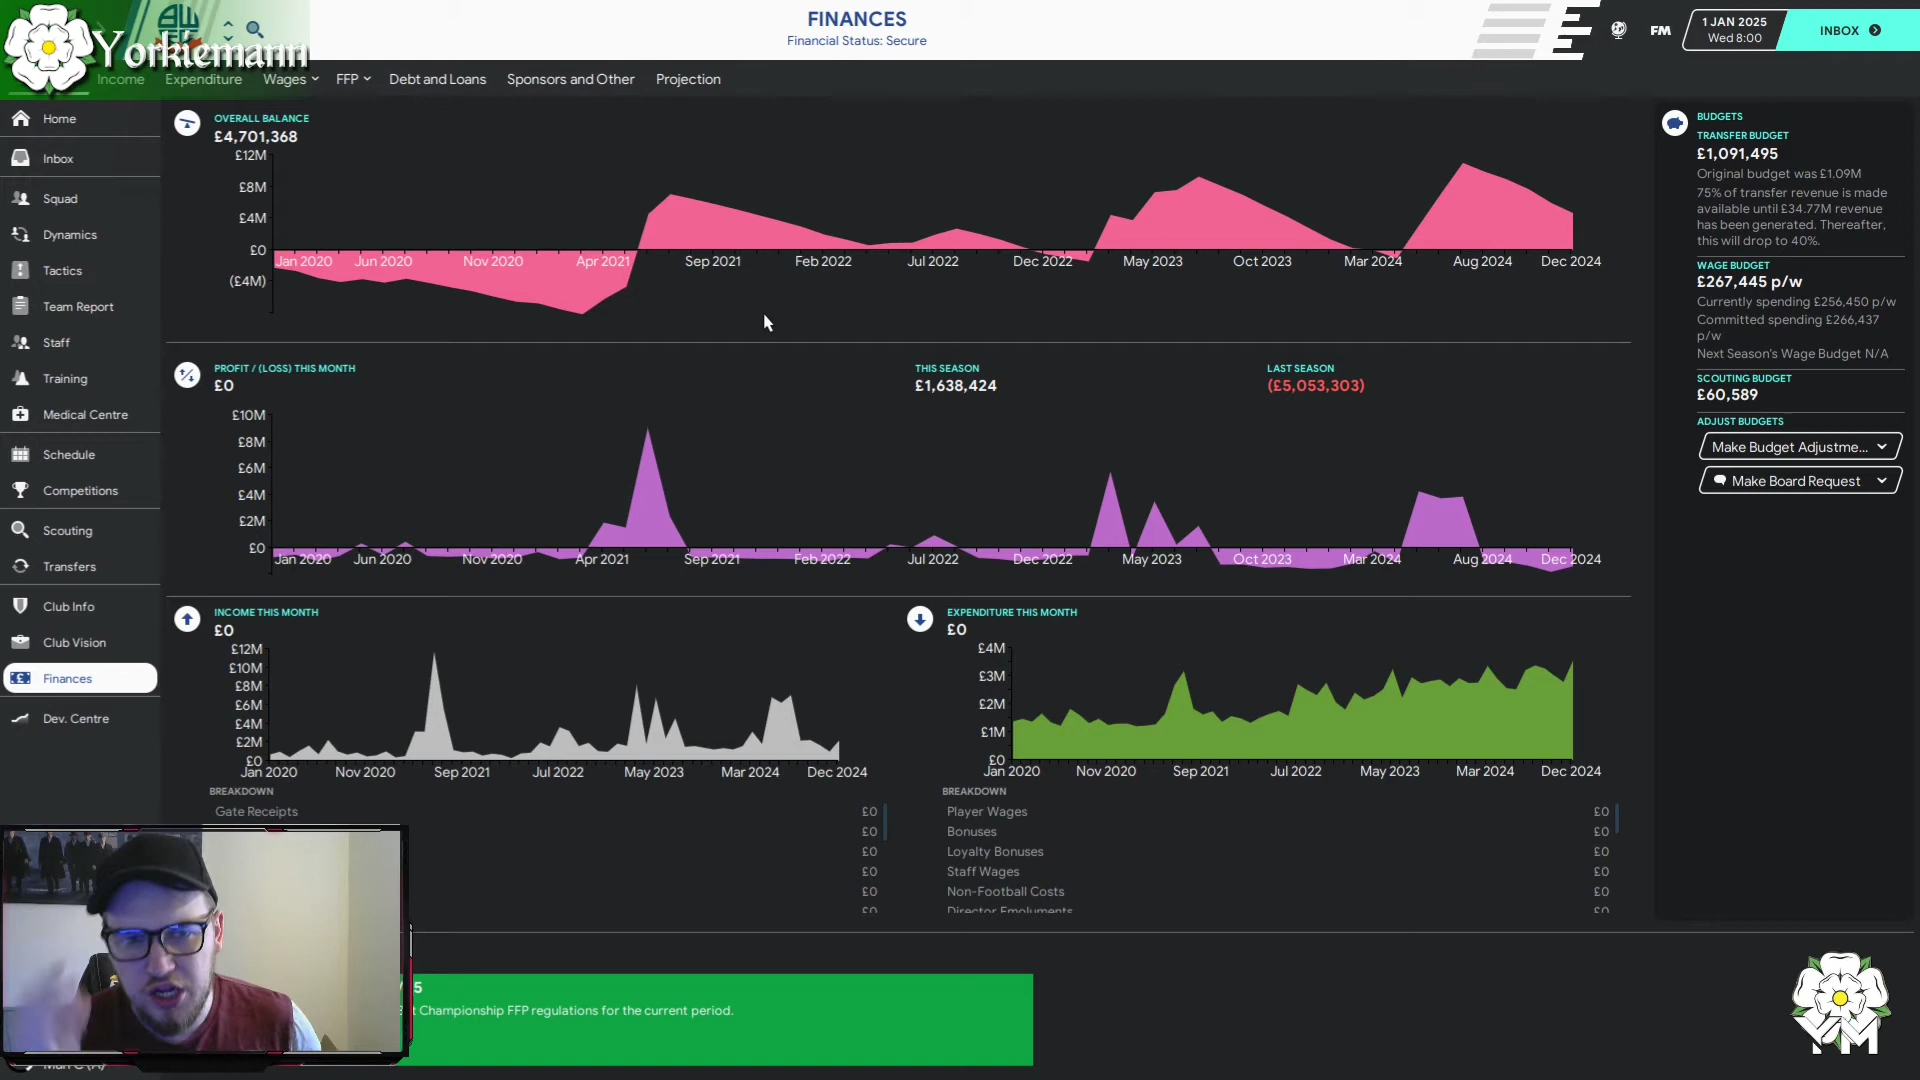 Yorkiemann
FINANCES
Financial Status: Secure
FM
1 JAN 2025
Wed 8:00
INBOX
Income
Expenditure
Wages
FFP
Debt and Loans
Sponsors and Other
Projection
Home
Inbox
Squad
Dynamics
Tactics
Team Report
Staff
Training
Medical Centre
Schedule
Competitions
Scouting
Transfers
Club Info
Club Vision
Finances
Dev. Centre
OVERALL BALANCE
£4,701,368
£12M
£8M
£4M
£0
(£4M)
Jan 2020 Jun 2020 Nov 2020 Apr 2021 Sep 2021 Feb 2022 Jul 2022 Dec 2022 May 2023 Oct 2023 Mar 2024 Aug 2024 Dec 2024
PROFIT / (LOSS) THIS MONTH
£0
THIS SEASON
£1,638,424
LAST SEASON
(£5,053,303)
£10M
£8M
£6M
£4M
£2M
£0
Jan 2020 Jun 2020 Nov 2020 Apr 2021 Sep 2021 Feb 2022 Jul 2022 Dec 2022 May 2023 Oct 2023 Mar 2024 Aug 2024 Dec 2024
INCOME THIS MONTH
£0
£12M
£10M
£8M
£6M
£4M
£2M
£0
Jan 2020 Nov 2020 Sep 2021 Jul 2022 May 2023 Mar 2024 Dec 2024
BREAKDOWN
Gate Receipts £0
£0
£0
£0
£0
£0
EXPENDITURE THIS MONTH
£0
£4M
£3M
£2M
£1M
£0
Jan 2020 Nov 2020 Sep 2021 Jul 2022 May 2023 Mar 2024 Dec 2024
BREAKDOWN
Player Wages £0
Bonuses £0
Loyalty Bonuses £0
Staff Wages £0
Non-Football Costs £0
Director Emoluments £0
BUDGETS
TRANSFER BUDGET
£1,091,495
Original budget was £1.09M
75% of transfer revenue is made
available until £34.77M revenue
has been generated. Thereafter,
this will drop to 40%.
WAGE BUDGET
£267,445 p/w
Currently spending £256,450 p/w
Committed spending £266,437
p/w
Next Season's Wage Budget N/A
SCOUTING BUDGET
£60,589
ADJUST BUDGETS
Make Budget Adjustme...
Make Board Request
5
Championship FFP regulations for the current period.
YM